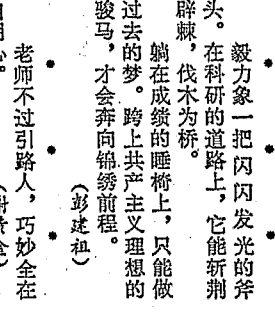 毅力象一把闪闪发光的斧
头。在科研的道路上，它能斩荆
辟棘，伐木为桥。
躺在成绩的睡椅上，只能做
过去的梦。跨上共产主义理想的
骏马，才会奔向锦绣前程。
（彭建祖）
老师不过引路人，巧妙全在